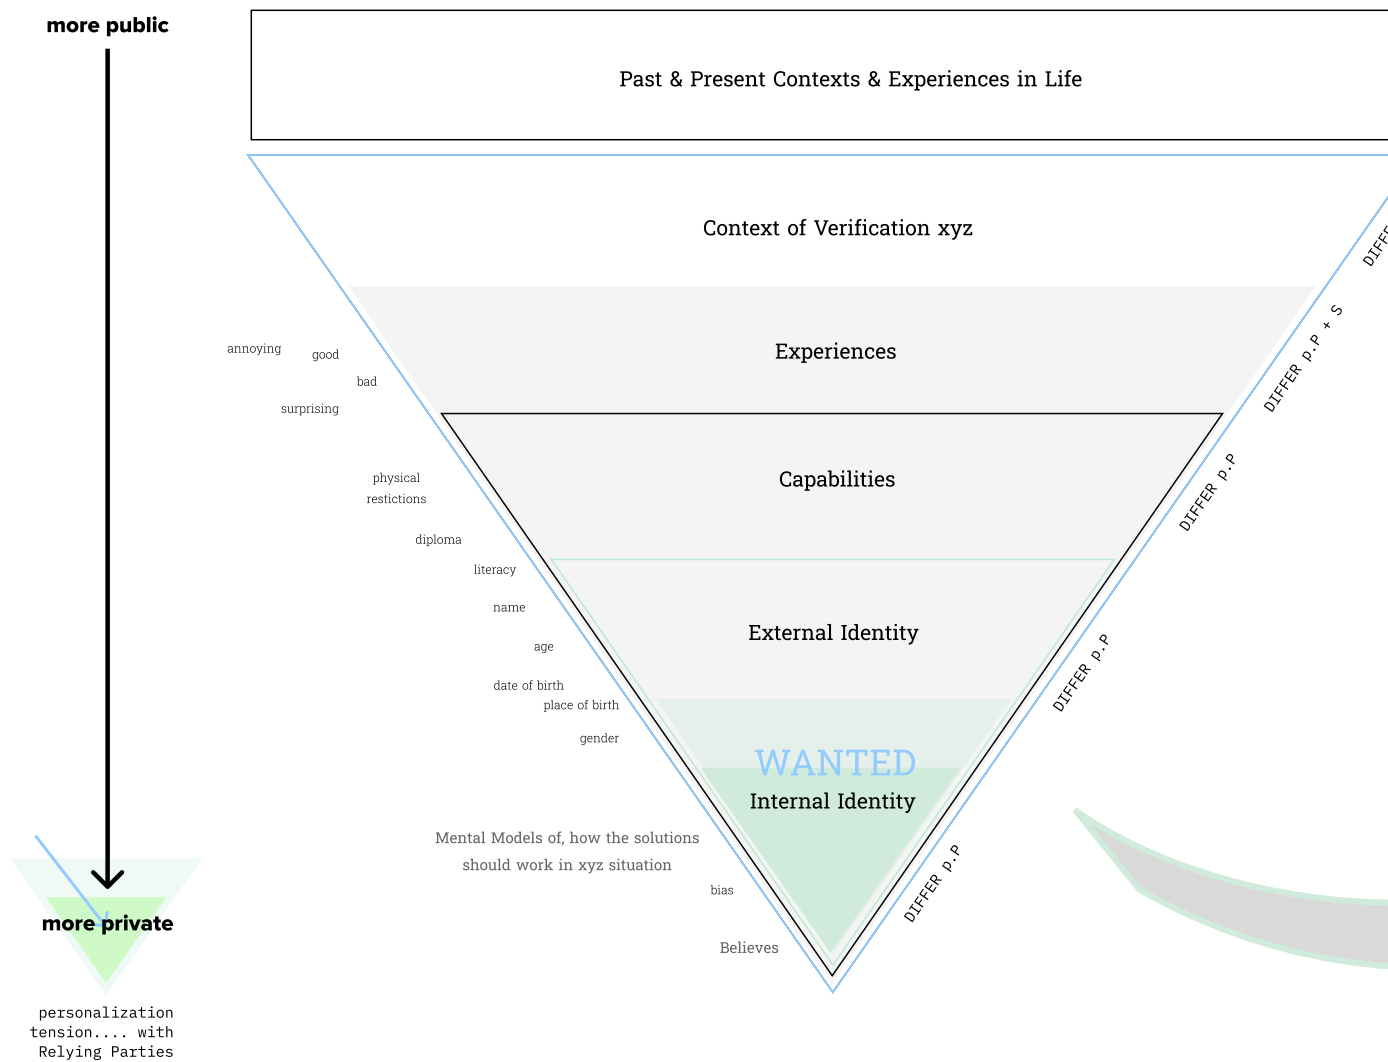 more public
Past & Present Contexts & Experiences in Life
Context of Verification xyz
DIFFER
Experiences
DIFFER p.P + S
annoying
good
bad
surprising
Capabilities
DIFFER p.P
physical
restictions
diploma
literacy
External Identity
DIFFER p.P
name
age
date of birth
place of birth
gender
WANTED
Internal Identity
DIFFER p.P
Mental Models of, how the solutions
should work in xyz situation
bias
Believes
more private
personalization
tension.... with
Relying Parties